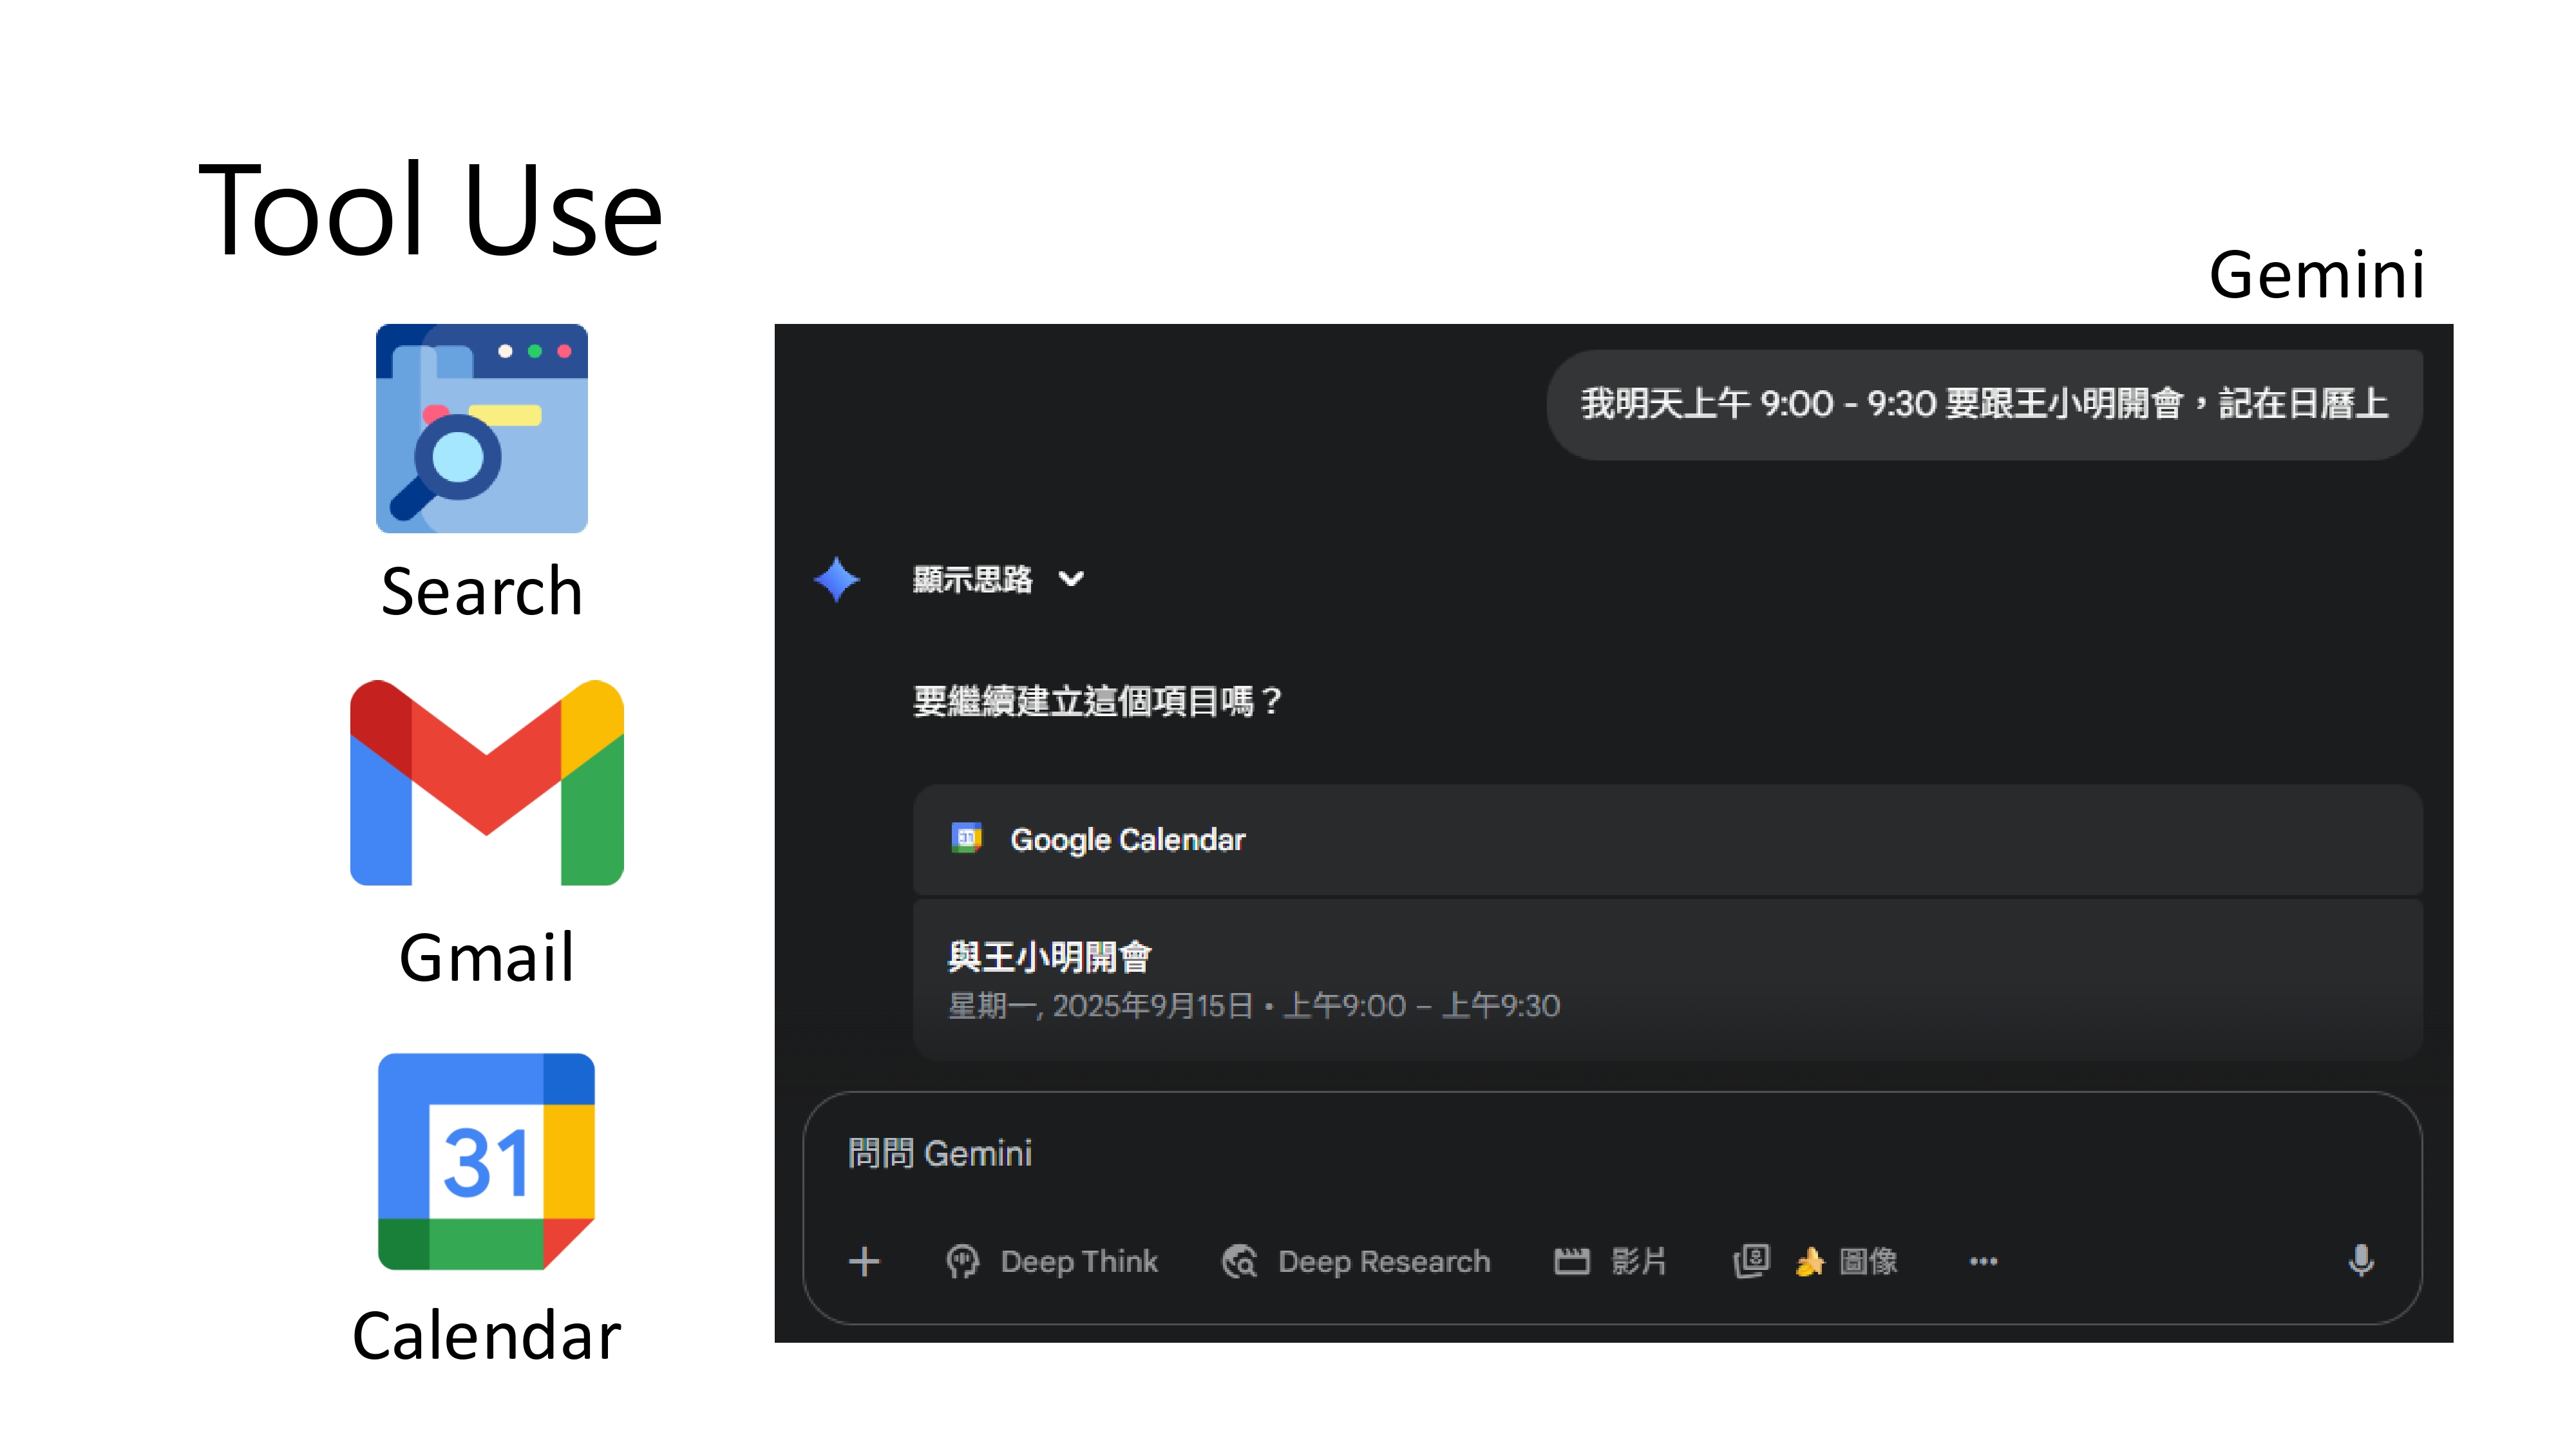 Tool Use
Search
Gmail
31
Calendar
Gemini
我明天上午 9:00 - 9:30 要跟王小明開會，記在日曆上
顯示思路
要繼續建立這個項目嗎？
31 Google Calendar
與王小明開會
星期一, 2025年9月15日 • 上午9:00 – 上午9:30
問問 Gemini
Deep Think Deep Research 影片 圖像